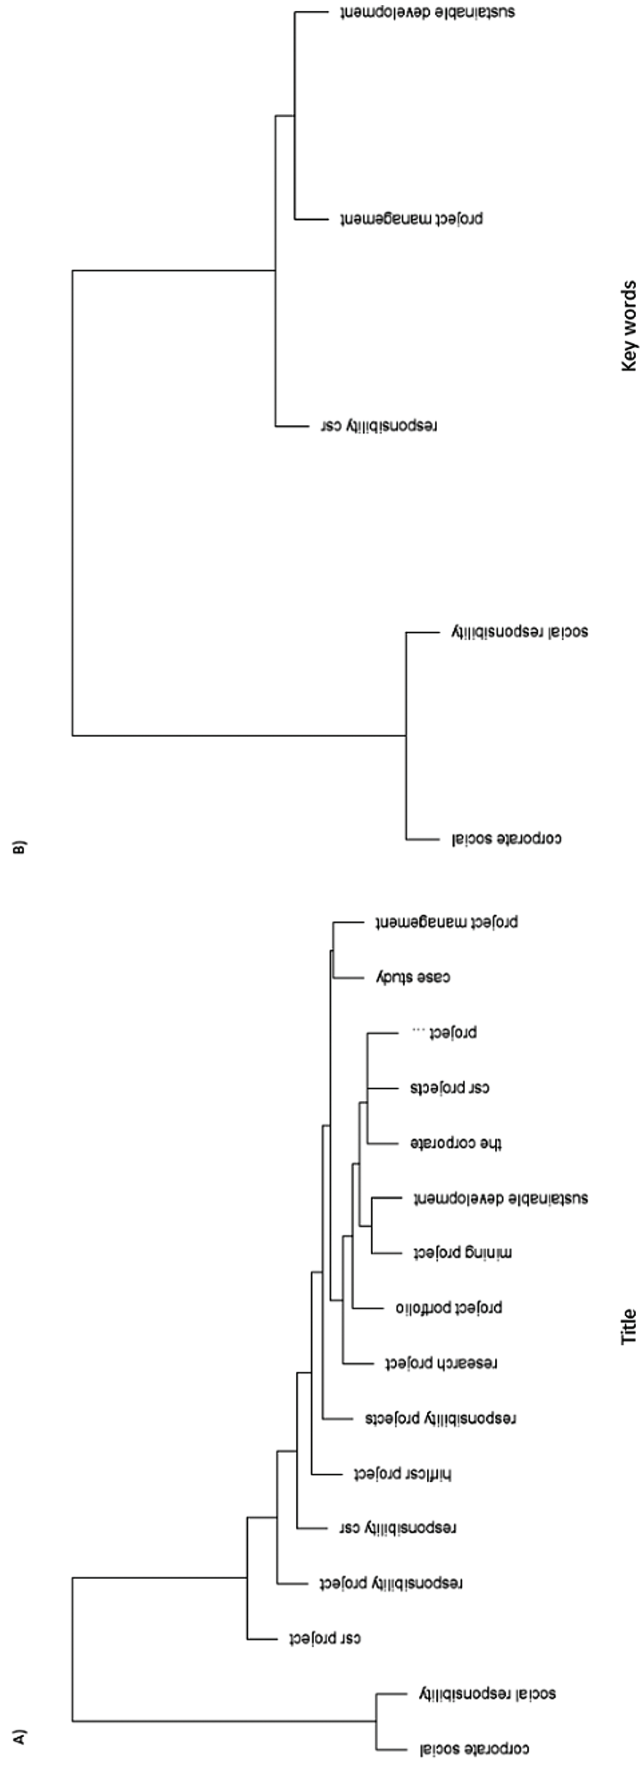 B)
sustainable development
project management
responsibility csr
social responsibility
corporate social
Key words
A)
project management
case study
project ...
csr projects
the corporate
sustainable development
mining project
project portfolio
research project
responsibility projects
hirflcsr project
responsibility csr
responsibility project
csr project
social responsibility
corporate social
Title